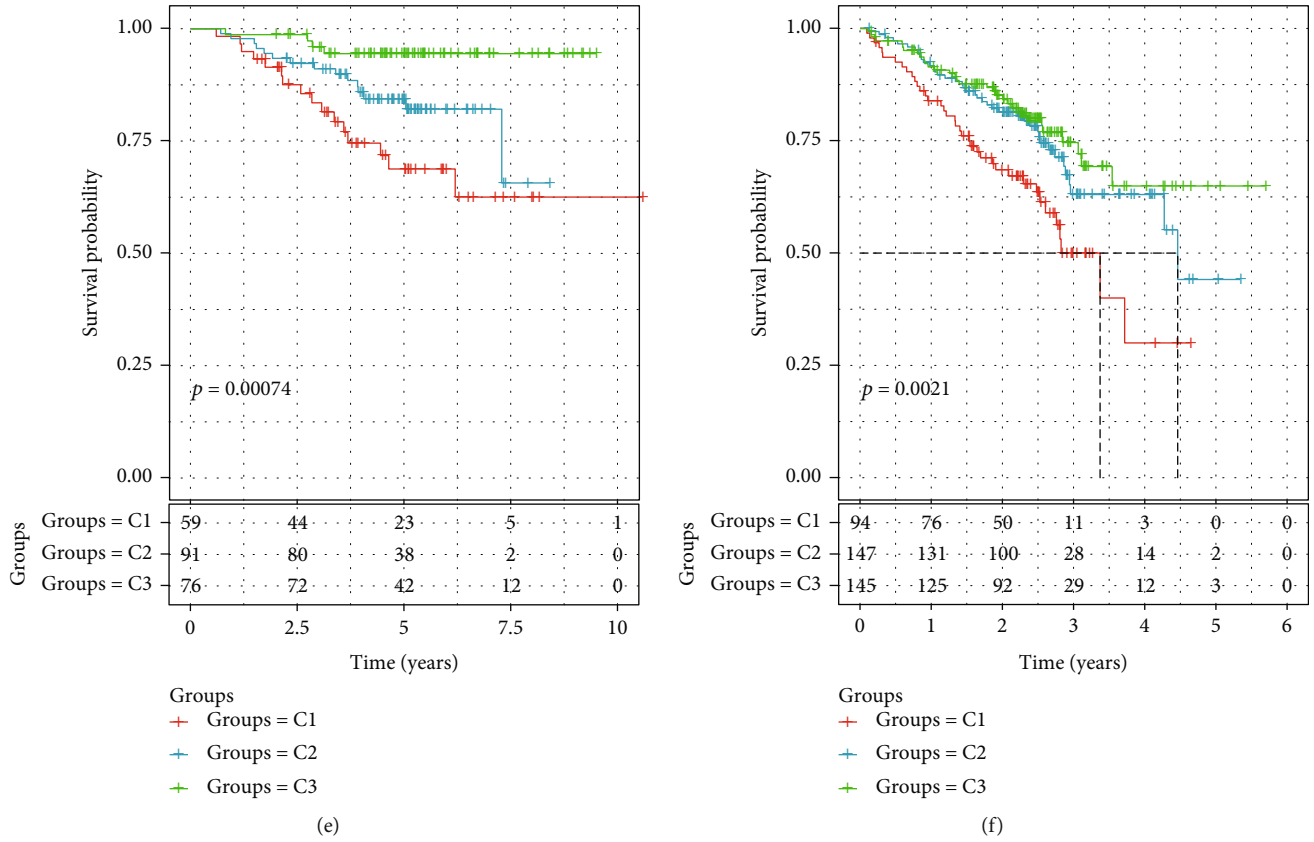 1.00
0.75
0.50
0.25
0.00
Survival probability
p = 0.00074
Groups
Groups = C1 59 44 23 5 1
Groups = C2 91 80 38 2 0
Groups = C3 76 72 42 12 0
0 2.5 5 7.5 10
Time (years)
Groups
Groups = C1
Groups = C2
Groups = C3
(e)
1.00
0.75
0.50
0.25
0.00
Survival probability
p = 0.0021
Groups
Groups = C1 94 76 50 11 3 0 0
Groups = C2 147 131 100 28 14 2 0
Groups = C3 145 125 92 29 12 3 0
0 1 2 3 4 5 6
Time (years)
Groups
Groups = C1
Groups = C2
Groups = C3
(f)